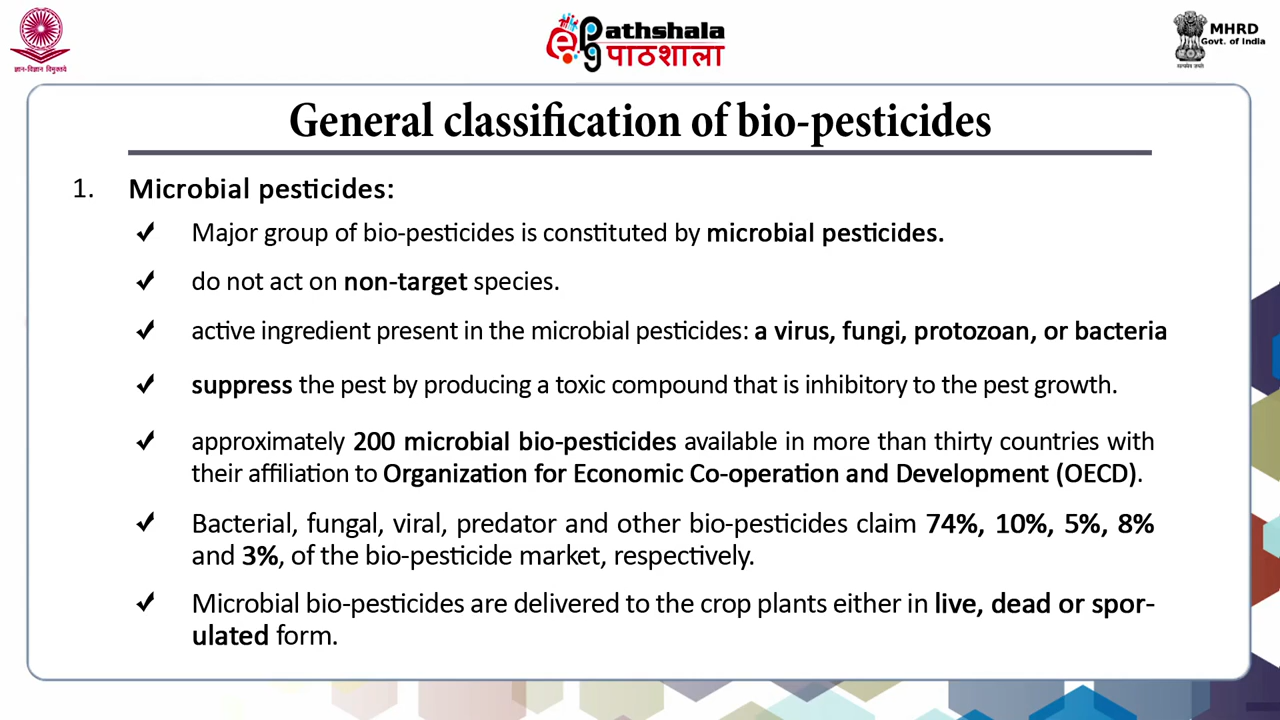 ज्ञान-विज्ञान विमुक्तये
e pg athshala
पाठशाला
MHRD
Govt. of India
सत्यमेव जयते
General classification of bio-pesticides
1. Microbial pesticides:
✔ Major group of bio-pesticides is constituted by microbial pesticides.
✔ do not act on non-target species.
✔ active ingredient present in the microbial pesticides: a virus, fungi, protozoan, or bacteria
✔ suppress the pest by producing a toxic compound that is inhibitory to the pest growth.
✔ approximately 200 microbial bio-pesticides available in more than thirty countries with
their affiliation to Organization for Economic Co-operation and Development (OECD).
✔ Bacterial, fungal, viral, predator and other bio-pesticides claim 74%, 10%, 5%, 8%
and 3%, of the bio-pesticide market, respectively.
✔ Microbial bio-pesticides are delivered to the crop plants either in live, dead or spor-
ulated form.